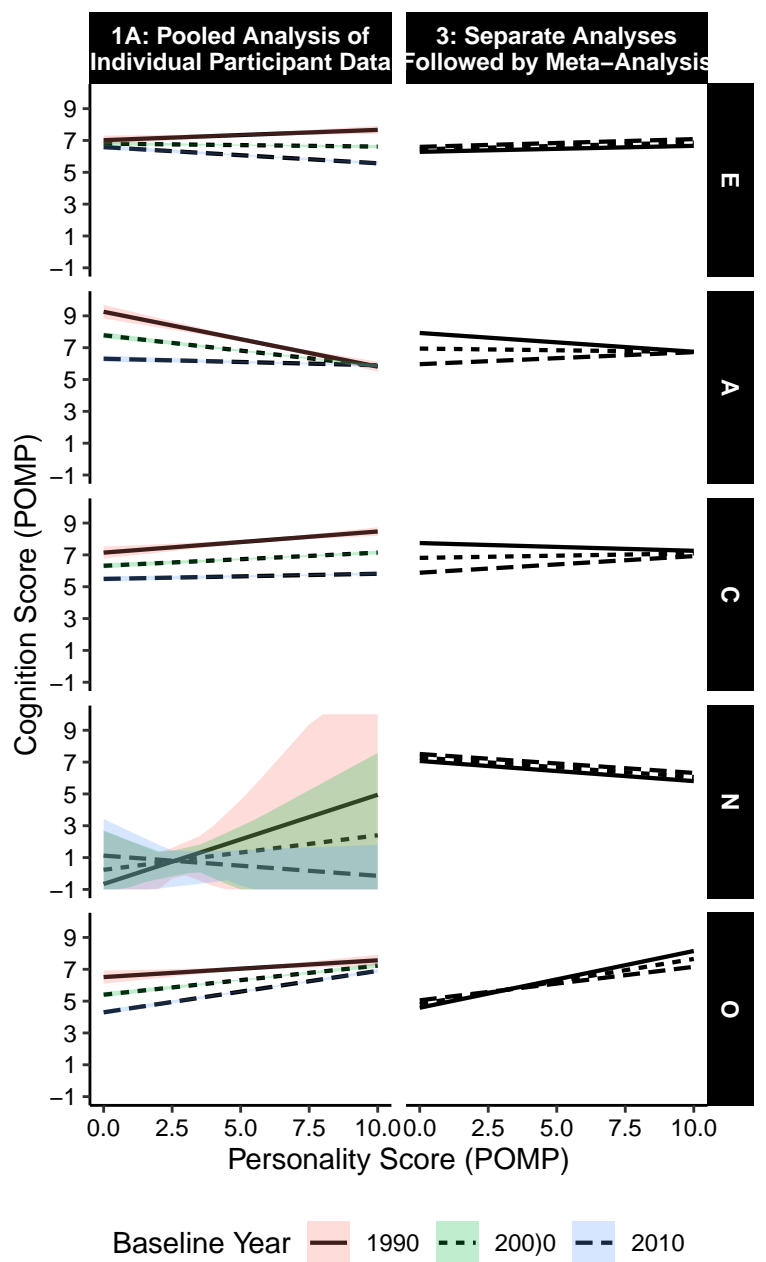 1A: Pooled Analysis of
Individual Participant Data
3: Separate Analyses
Followed by Meta−Analysis
9
7
5
3
1
−1
E
9
7
5
3
1
−1
A
9
7
5
3
1
−1
C
9
7
5
3
1
−1
N
9
7
5
3
1
−1
O
Cognition Score (POMP)
0.0 2.5 5.0 7.5 10.0
0.0 2.5 5.0 7.5 10.0
Personality Score (POMP)
Baseline Year 1990 200)0 2010